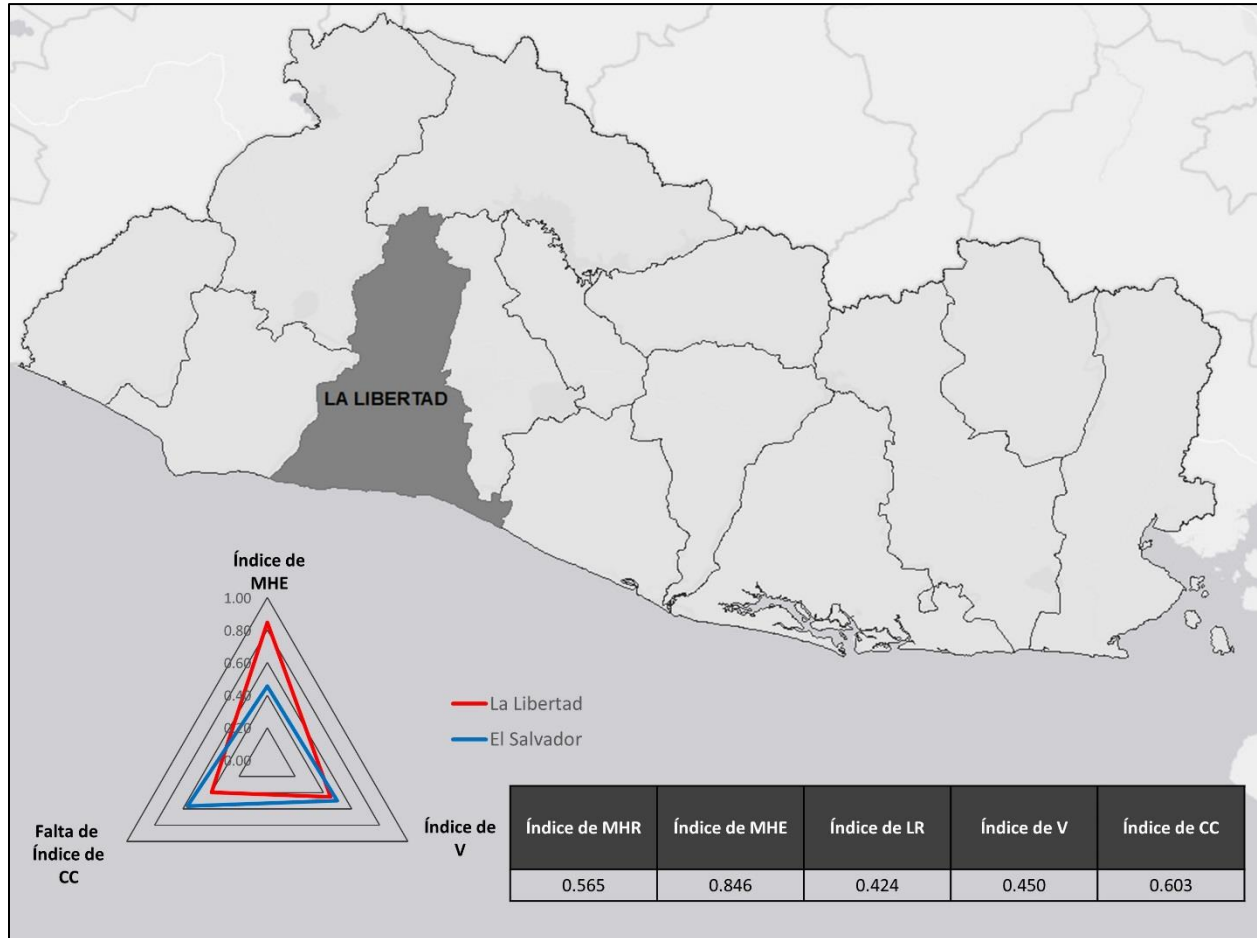 LA LIBERTAD
Índice de
MHE
1.00
0.80
0.60
0.40
0.20
0.00
La Libertad
El Salvador
Falta de
Índice de
CC
Índice de
V
Índice de MHR Índice de MHE Índice de LR Índice de V Índice de CC
0.565 0.846 0.424 0.450 0.603